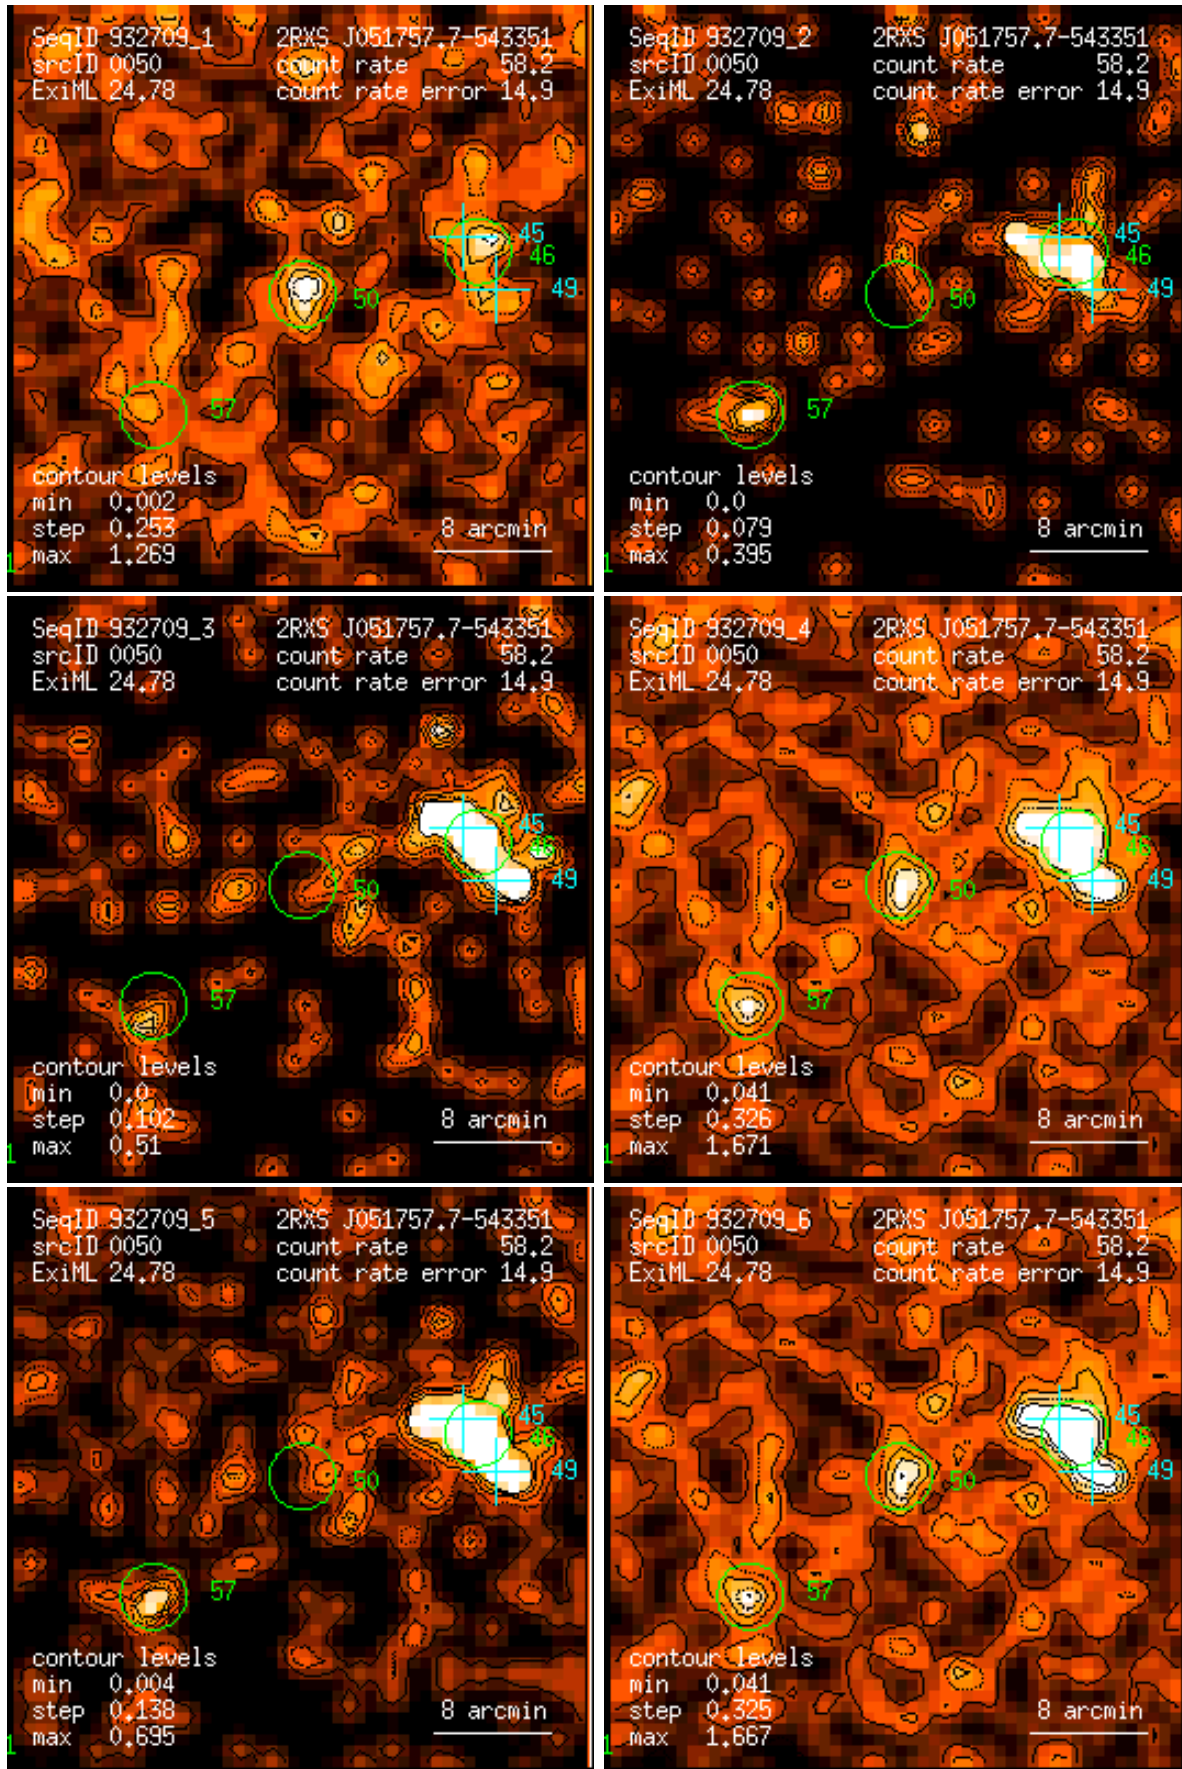 SeqID 932709_1 2RXS J051757.7-543351
srcID 0050 count rate 58.2
ExiML 24.78 count rate error 14.9
45
46
49
50
57
contour levels
min 0.002
step 0.253
max 1.269
8 arcmin
1
SeqID 932709_2 2RXS J051757.7-543351
srcID 0050 count rate 58.2
ExiML 24.78 count rate error 14.9
45
46
49
50
57
contour levels
min 0.0
step 0.079
max 0.395
8 arcmin
1
SeqID 932709_3 2RXS J051757.7-543351
srcID 0050 count rate 58.2
ExiML 24.78 count rate error 14.9
45
46
49
50
57
contour levels
min 0.0
step 0.102
max 0.51
8 arcmin
1
SeqID 932709_4 2RXS J051757.7-543351
srcID 0050 count rate 58.2
ExiML 24.78 count rate error 14.9
45
46
49
50
57
contour levels
min 0.041
step 0.326
max 1.671
8 arcmin
1
SeqID 932709_5 2RXS J051757.7-543351
srcID 0050 count rate 58.2
ExiML 24.78 count rate error 14.9
45
46
49
50
57
contour levels
min 0.004
step 0.138
max 0.695
8 arcmin
1
SeqID 932709_6 2RXS J051757.7-543351
srcID 0050 count rate 58.2
ExiML 24.78 count rate error 14.9
45
46
49
50
57
contour levels
min 0.041
step 0.325
max 1.667
8 arcmin
1